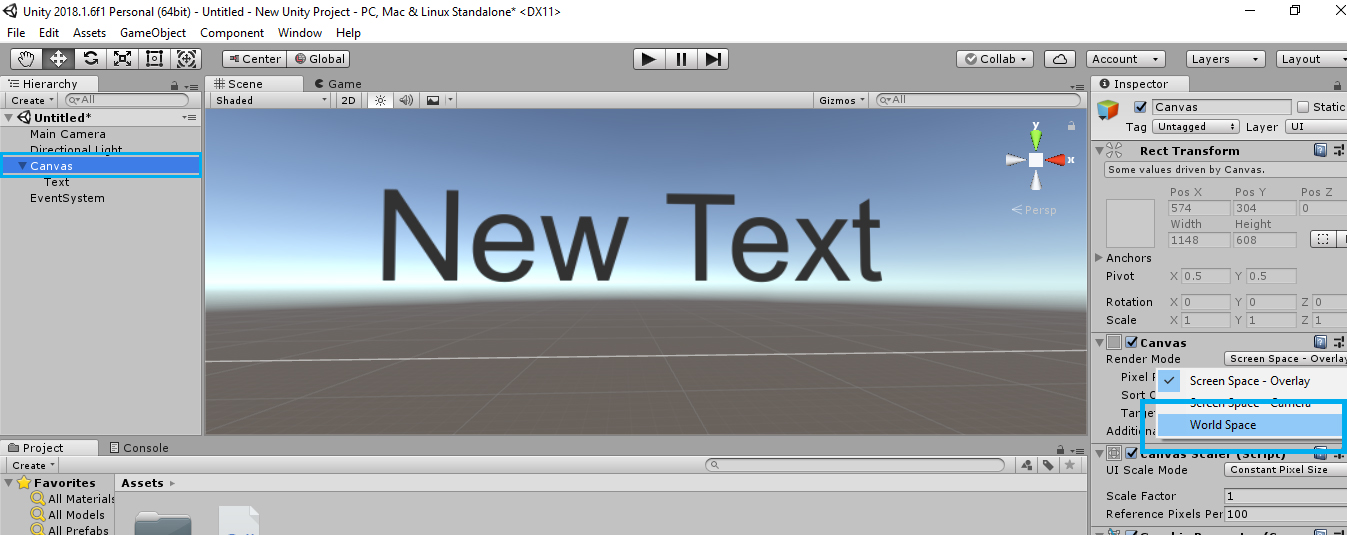 Unity 2018.1.6f1 Personal (64bit) - Untitled - New Unity Project - PC, Mac & Linux Standalone* <DX11>
File Edit Assets GameObject Component Window Help
Center Global Collab Account Layers Layout
Hierarchy
Create All
Untitled*
Main Camera
Directional Light
Canvas
Text
EventSystem
Scene Game
Shaded 2D Gizmos All
y
x
Persp
New Text
Inspector
Canvas Static
Tag Untagged Layer UI
Rect Transform
Some values driven by Canvas.
Pos X Pos Y Pos Z
574 304 0
Width Height
1148 608
Anchors
Pivot X 0.5 Y 0.5
Rotation X 0 Y 0 Z 0
Scale X 1 Y 1 Z 1
Canvas
Render Mode Screen Space - Overlay
Pixel
Screen Space - Overlay
Sort
Screen Space - Camera
World Space
Canvas Scaler (Script)
UI Scale Mode Constant Pixel Size
Scale Factor 1
Reference Pixels Per 100
Project Console
Create
Favorites
All Materials
All Models
All Prefabs
Assets